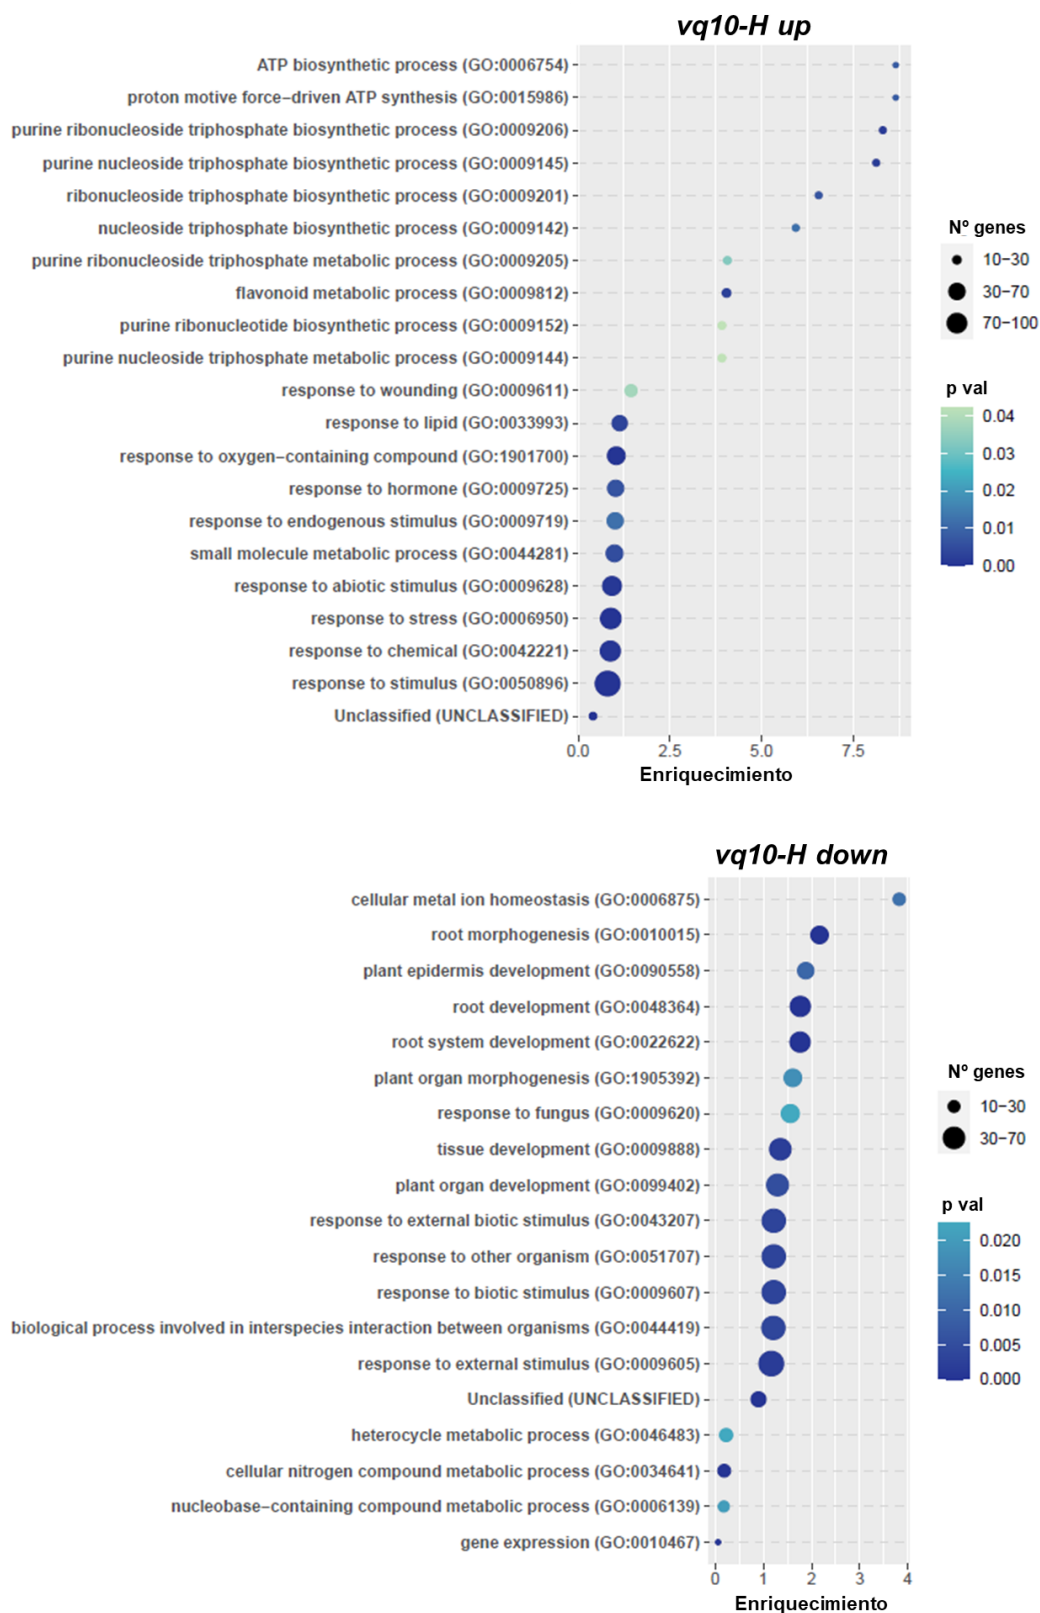 vq10-H up
ATP biosynthetic process (GO:0006754)
proton motive force−driven ATP synthesis (GO:0015986)
purine ribonucleoside triphosphate biosynthetic process (GO:0009206)
purine nucleoside triphosphate biosynthetic process (GO:0009145)
ribonucleoside triphosphate biosynthetic process (GO:0009201)
nucleoside triphosphate biosynthetic process (GO:0009142)
purine ribonucleoside triphosphate metabolic process (GO:0009205)
flavonoid metabolic process (GO:0009812)
purine ribonucleotide biosynthetic process (GO:0009152)
purine nucleoside triphosphate metabolic process (GO:0009144)
response to wounding (GO:0009611)
response to lipid (GO:0033993)
response to oxygen−containing compound (GO:1901700)
response to hormone (GO:0009725)
response to endogenous stimulus (GO:0009719)
small molecule metabolic process (GO:0044281)
response to abiotic stimulus (GO:0009628)
response to stress (GO:0006950)
response to chemical (GO:0042221)
response to stimulus (GO:0050896)
Unclassified (UNCLASSIFIED)
0.0 2.5 5.0 7.5
Enriquecimiento
Nº genes
10−30
30−70
70−100
p val
0.04
0.03
0.02
0.01
0.00
vq10-H down
cellular metal ion homeostasis (GO:0006875)
root morphogenesis (GO:0010015)
plant epidermis development (GO:0090558)
root development (GO:0048364)
root system development (GO:0022622)
plant organ morphogenesis (GO:1905392)
response to fungus (GO:0009620)
tissue development (GO:0009888)
plant organ development (GO:0099402)
response to external biotic stimulus (GO:0043207)
response to other organism (GO:0051707)
response to biotic stimulus (GO:0009607)
biological process involved in interspecies interaction between organisms (GO:0044419)
response to external stimulus (GO:0009605)
Unclassified (UNCLASSIFIED)
heterocycle metabolic process (GO:0046483)
cellular nitrogen compound metabolic process (GO:0034641)
nucleobase−containing compound metabolic process (GO:0006139)
gene expression (GO:0010467)
0 1 2 3 4
Enriquecimiento
Nº genes
10−30
30−70
p val
0.020
0.015
0.010
0.005
0.000